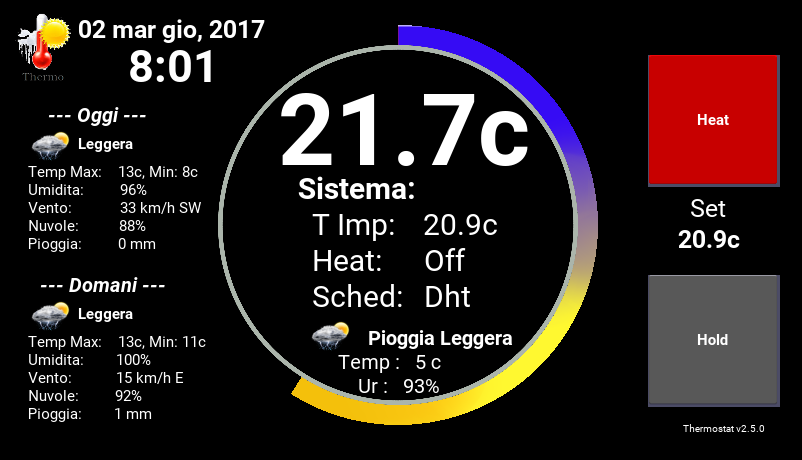 Thermo
02 mar gio, 2017
8:01
--- Oggi ---
Leggera
Temp Max: 13c, Min: 8c
Umidita: 96%
Vento: 33 km/h SW
Nuvole: 88%
Pioggia: 0 mm
--- Domani ---
Leggera
Temp Max: 13c, Min: 11c
Umidita: 100%
Vento: 15 km/h E
Nuvole: 92%
Pioggia: 1 mm
21.7c
Sistema:
T Imp: 20.9c
Heat: Off
Sched: Dht
Pioggia Leggera
Temp : 5 c
Ur : 93%
Heat
Set
20.9c
Hold
Thermostat v2.5.0